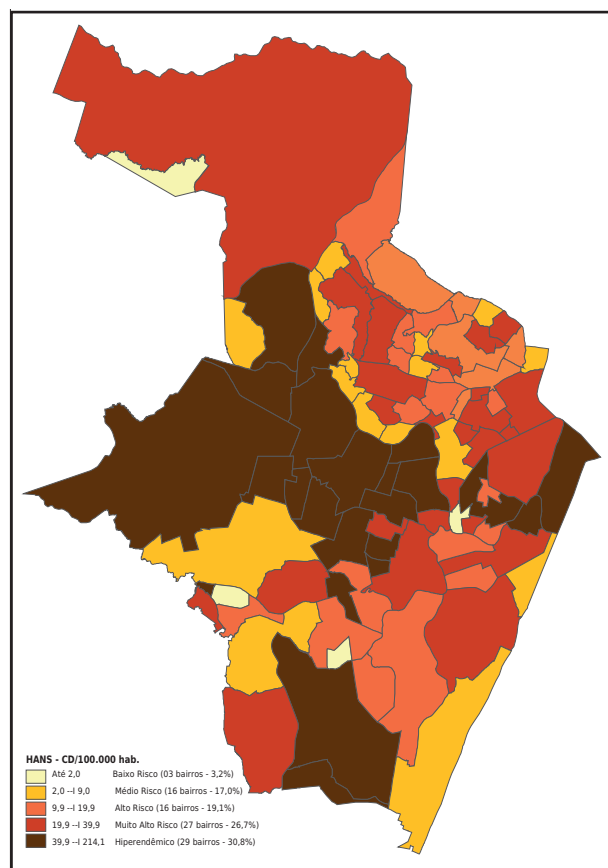 HANS - CD/100.000 hab.
Até 2,0 Baixo Risco (03 bairros - 3,2%)
2,0 --I 9,0 Médio Risco (16 bairros - 17,0%)
9,9 --I 19,9 Alto Risco (16 bairros - 19,1%)
19,9 --I 39,9 Muito Alto Risco (27 bairros - 26,7%)
39,9 --I 214,1 Hiperendêmico (29 bairros - 30,8%)